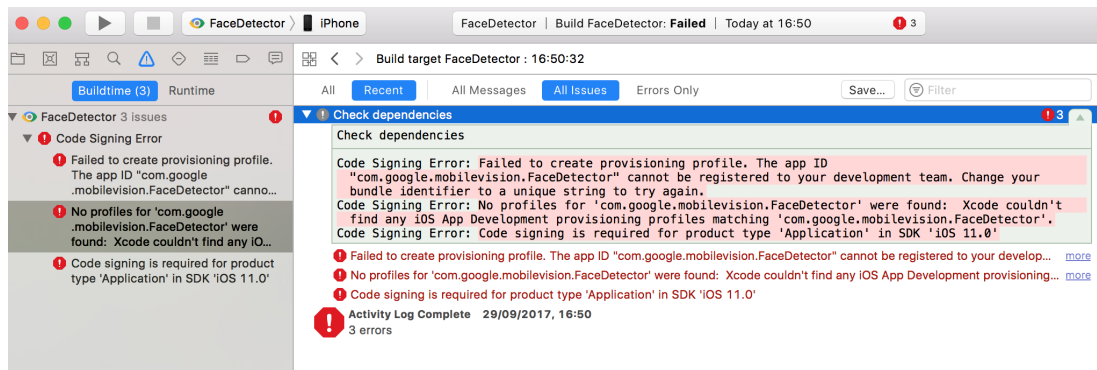 FaceDetector 〉 iPhone
FaceDetector | Build FaceDetector: Failed | Today at 16:50
3
Build target FaceDetector : 16:50:32
Buildtime (3) Runtime
All Recent All Messages All Issues Errors Only Save... Filter
FaceDetector 3 issues
Code Signing Error
Failed to create provisioning profile.
The app ID "com.google
.mobilevision.FaceDetector" canno...
No profiles for 'com.google
.mobilevision.FaceDetector' were
found:  Xcode couldn't find any iO...
Code signing is required for product
type 'Application' in SDK 'iOS 11.0'
Check dependencies 3
Check dependencies
Code Signing Error: Failed to create provisioning profile. The app ID
"com.google.mobilevision.FaceDetector" cannot be registered to your development team. Change your
bundle identifier to a unique string to try again.
Code Signing Error: No profiles for 'com.google.mobilevision.FaceDetector' were found:  Xcode couldn't
find any iOS App Development provisioning profiles matching 'com.google.mobilevision.FaceDetector'.
Code Signing Error: Code signing is required for product type 'Application' in SDK 'iOS 11.0'
Failed to create provisioning profile. The app ID "com.google.mobilevision.FaceDetector" cannot be registered to your develop... more
No profiles for 'com.google.mobilevision.FaceDetector' were found:  Xcode couldn't find any iOS App Development provisioning... more
Code signing is required for product type 'Application' in SDK 'iOS 11.0'
Activity Log Complete 29/09/2017, 16:50
3 errors